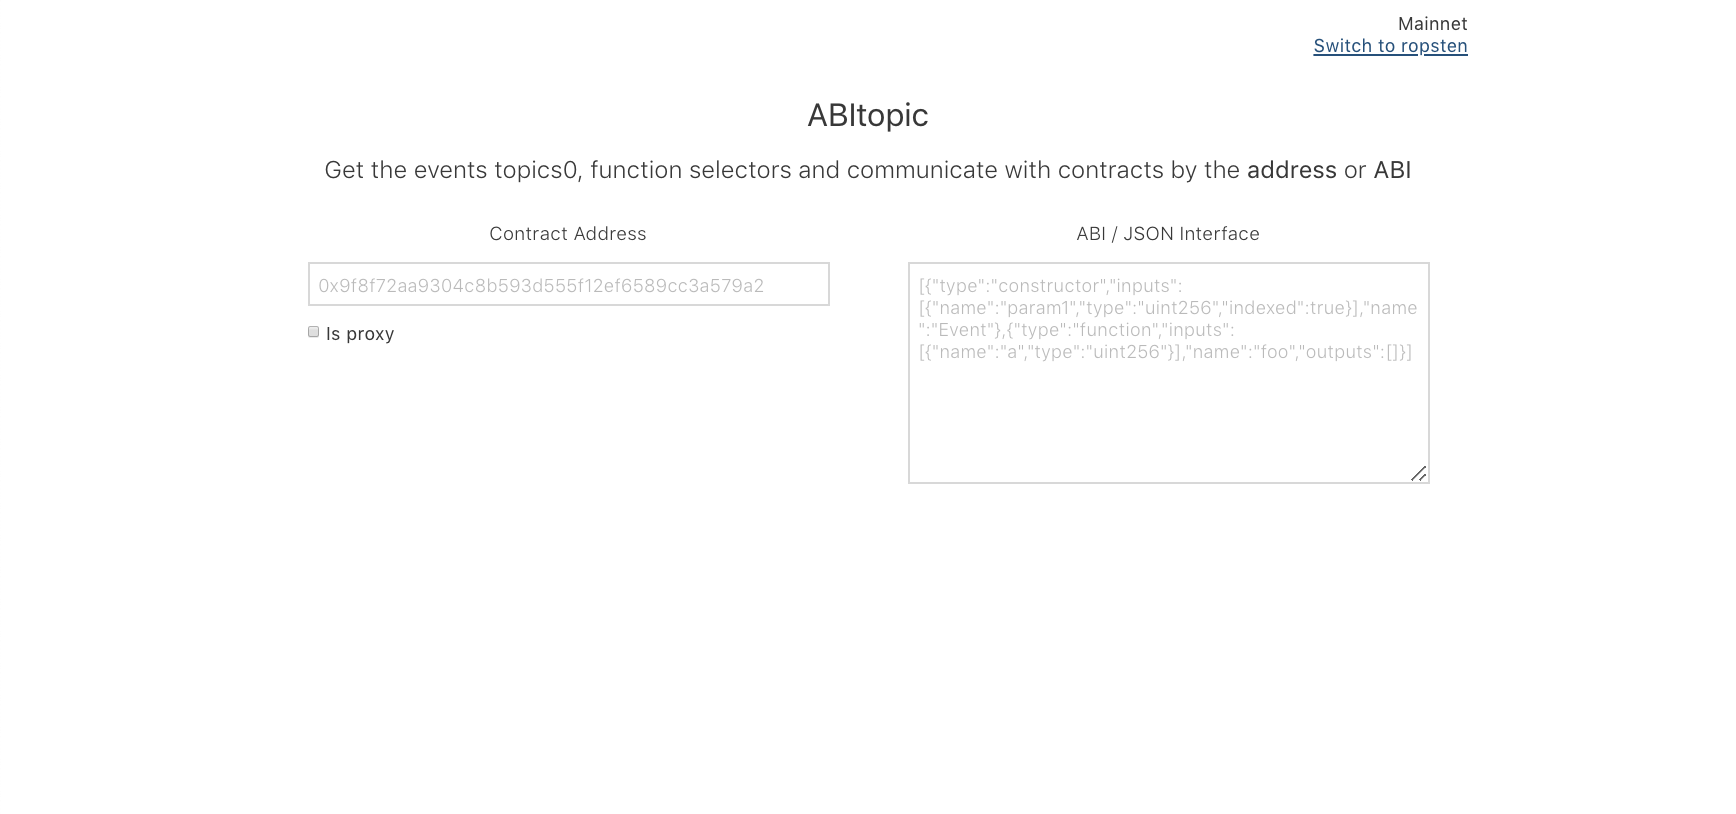 Mainnet
Switch to ropsten
ABItopic
Get the events topics0, function selectors and communicate with contracts by the address or ABI
Contract Address
0x9f8f72aa9304c8b593d555f12ef6589cc3a579a2
Is proxy
ABI / JSON Interface
[{"type":"constructor","inputs":
[{"name":"param1","type":"uint256","indexed":true}],"name
":"Event"},{"type":"function","inputs":
[{"name":"a","type":"uint256"}],"name":"foo","outputs":[]}]